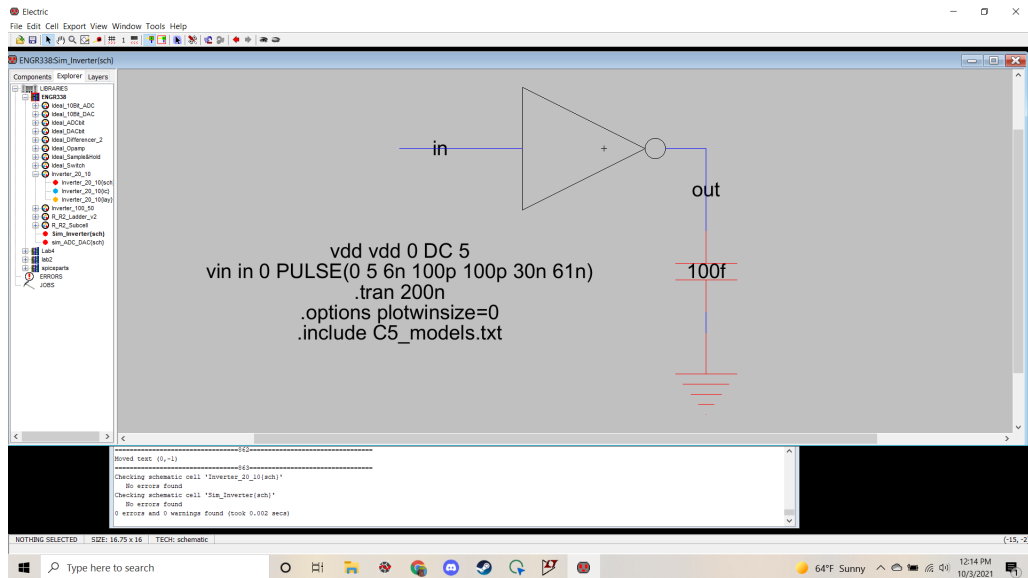 Electric
File Edit Cell Export View Window Tools Help
1
ENGR338:Sim_Inverter{sch}
Components Explorer Layers
LIBRARIES
ENGR338
Ideal_10Bit_ADC
Ideal_10Bit_DAC
Ideal_ADCbit
Ideal_DACbit
Ideal_Differencer_2
Ideal_Opamp
Ideal_Sample&Hold
Ideal_Switch
Inverter_20_10
Inverter_20_10{sch
Inverter_20_10{ic}
Inverter_20_10{lay}
Inverter_100_50
R_R2_Ladder_v2
R_R2_Subcell
Sim_Inverter{sch}
sim_ADC_DAC{sch}
Lab4
lab2
spiceparts
ERRORS
JOBS
in
out
100f
vdd vdd 0 DC 5
vin in 0 PULSE(0 5 6n 100p 100p 30n 61n)
.tran 200n
.options plotwinsize=0
.include C5_models.txt
=================================862=================================
Moved text (0,-1)
=================================863=================================
Checking schematic cell 'Inverter_20_10{sch}'
No errors found
Checking schematic cell 'Sim_Inverter{sch}'
No errors found
0 errors and 0 warnings found (took 0.002 secs)
NOTHING SELECTED SIZE: 16.75 x 16 TECH: schematic (-15, -2
Type here to search
64°F Sunny
12:14 PM
10/3/2021